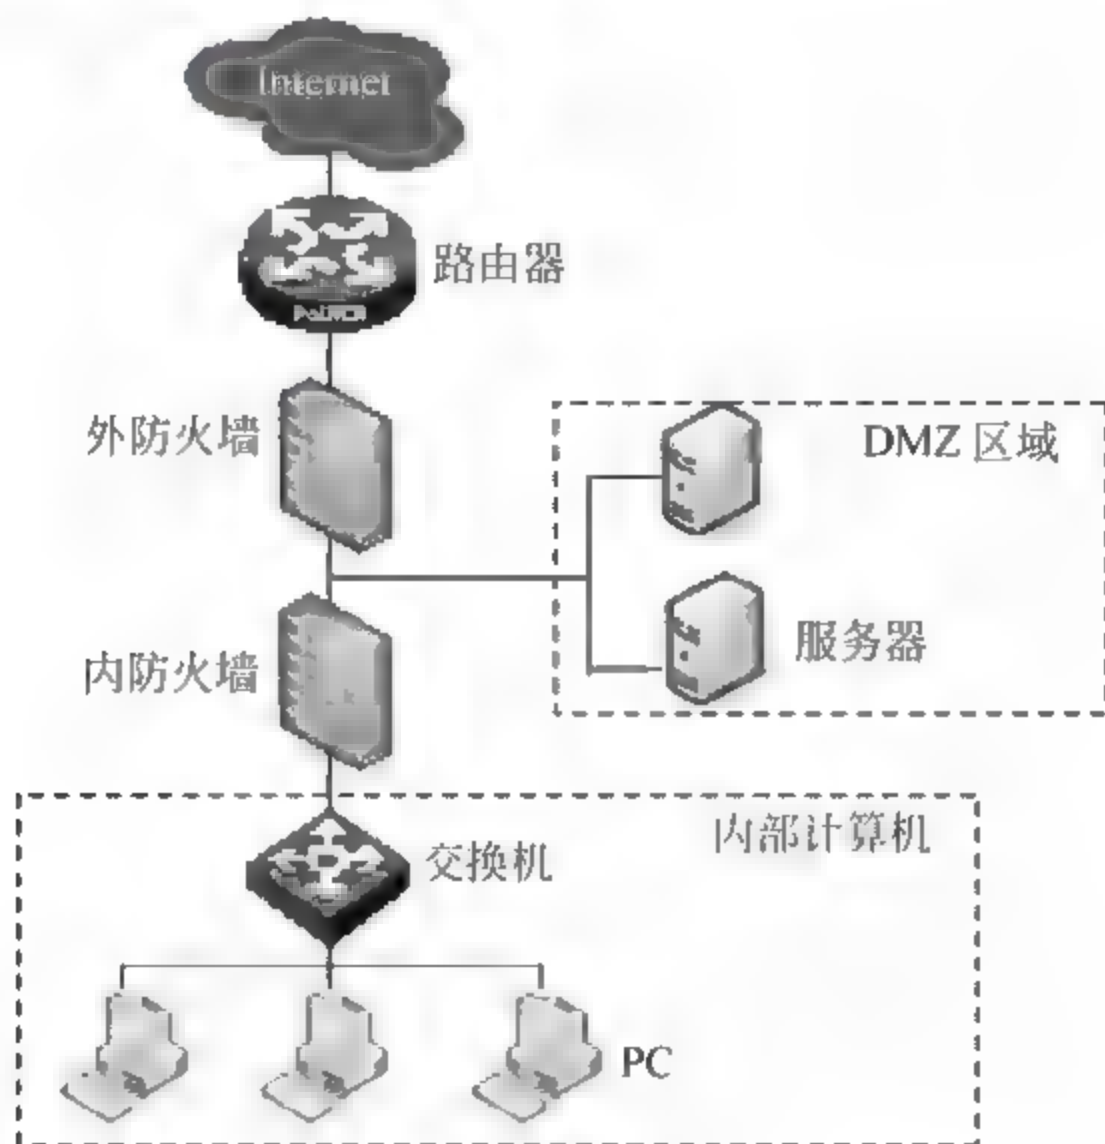 Internet
路由器
外防火墙
DMZ 区域
服务器
内防火墙
内部计算机
交换机
PC